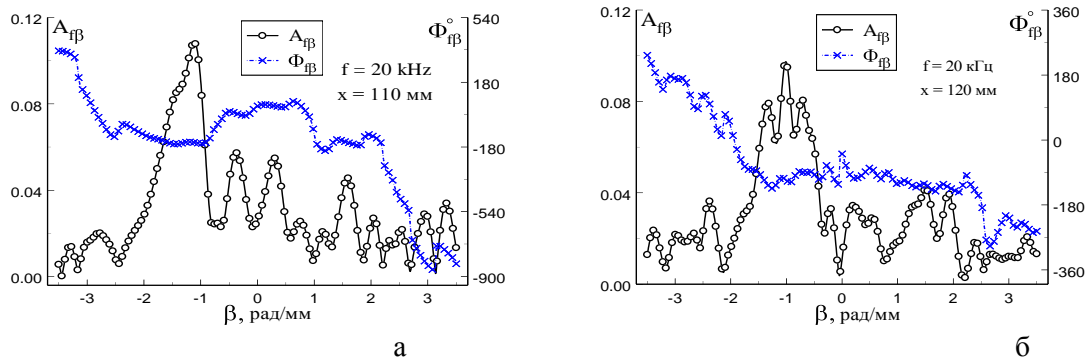 0.12
0.08
0.04
0.00
A_fβ
540
180
-180
-540
-900
Φ°_fβ
A_fβ
Φ_fβ
f = 20 kHz
x = 110 мм
-3 -2 -1 0 1 2 3
β, рад/мм
а
0.12
0.08
0.04
0.00
A_fβ
360
180
0
-180
-360
Φ°_fβ
A_fβ
Φ_fβ
f = 20 кГц
x = 120 мм
-3 -2 -1 0 1 2 3
β, рад/мм
б